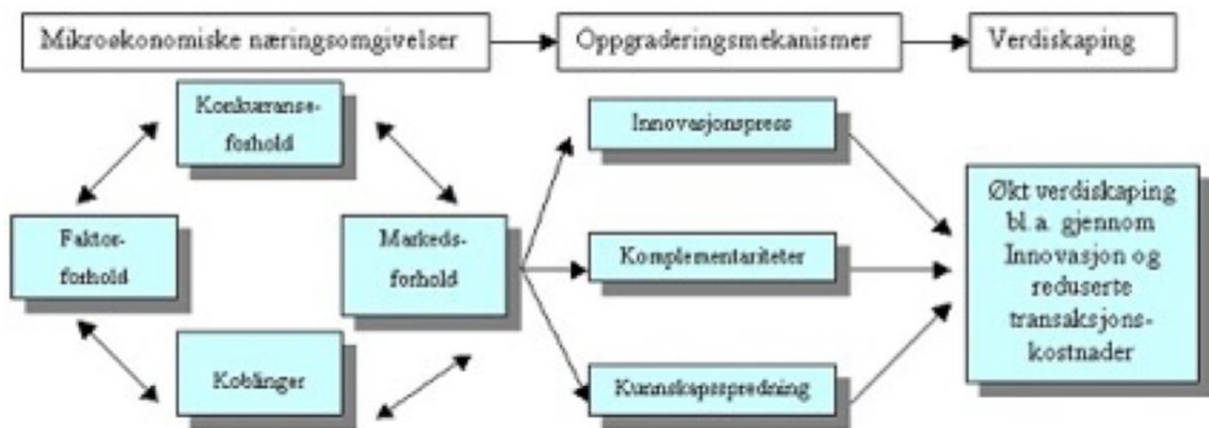 Mikroøkonomiske næringsomgivelser
Oppgraderingsmekanismer
Verdiskaping
Konkurranse-
forhold
Faktor-
forhold
Markeds-
forhold
Koblinger
Innovasjonspress
Komplementariteter
Kunnskapsspredning
Økt verdiskaping
bl.a. gjennom
Innovasjon og
reduserte
transaksjons-
kostnader